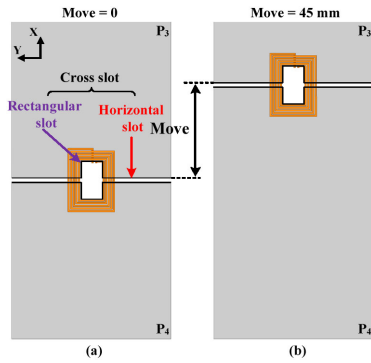 Move = 0
Move = 45 mm
X
Y
P3
P3
Cross slot
Rectangular
slot
Horizontal
slot
Move
P4
P4
(a)
(b)